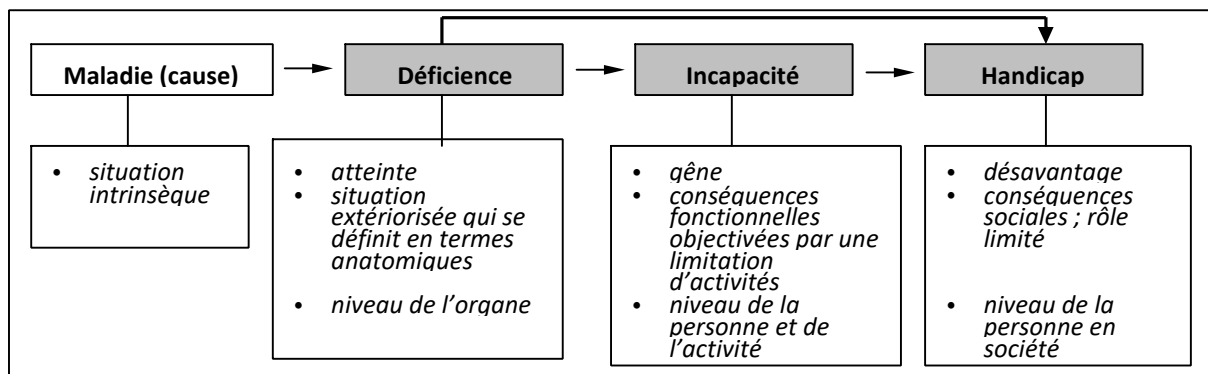 Maladie (cause)
Déficience
Incapacité
Handicap
• situation
intrinsèque
• atteinte
• situation
extériorisée qui se
définit en termes
anatomiques
• niveau de l’organe
• gêne
• conséquences
fonctionnelles
objectivées par une
limitation
d’activités
• niveau de la
personne et de
l’activité
• désavantage
• conséquences
sociales ; rôle
limité
• niveau de la
personne en
société